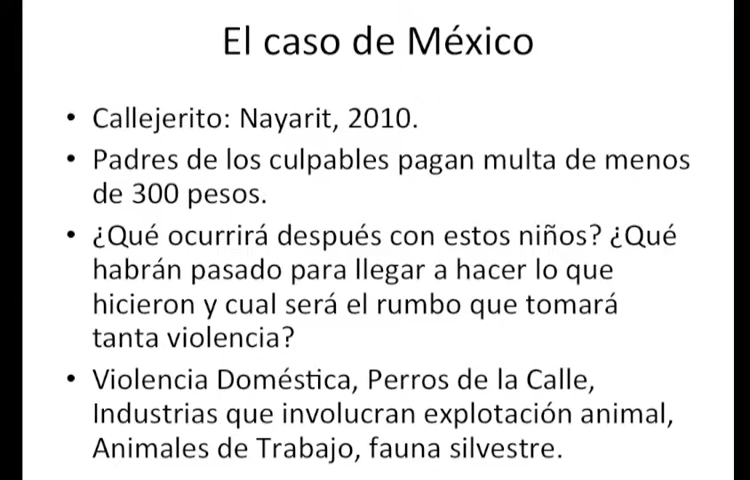 El caso de México
• Callejerito: Nayarit, 2010.
• Padres de los culpables pagan multa de menos
de 300 pesos.
• ¿Qué ocurrirá después con estos niños? ¿Qué
habrán pasado para llegar a hacer lo que
hicieron y cual será el rumbo que tomará
tanta violencia?
• Violencia Doméstica, Perros de la Calle,
Industrias que involucran explotación animal,
Animales de Trabajo, fauna silvestre.